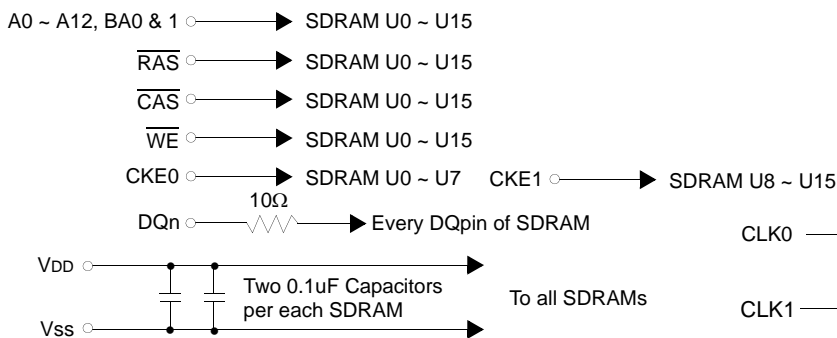 A0 ~ A12, BA0 & 1 SDRAM U0 ~ U15
RAS SDRAM U0 ~ U15
CAS SDRAM U0 ~ U15
WE SDRAM U0 ~ U15
CKE0 SDRAM U0 ~ U7 CKE1 SDRAM U8 ~ U15
10Ω
DQn Every DQpin of SDRAM
CLK0
VDD
Two 0.1uF Capacitors
per each SDRAM
To all SDRAMs
CLK1
Vss